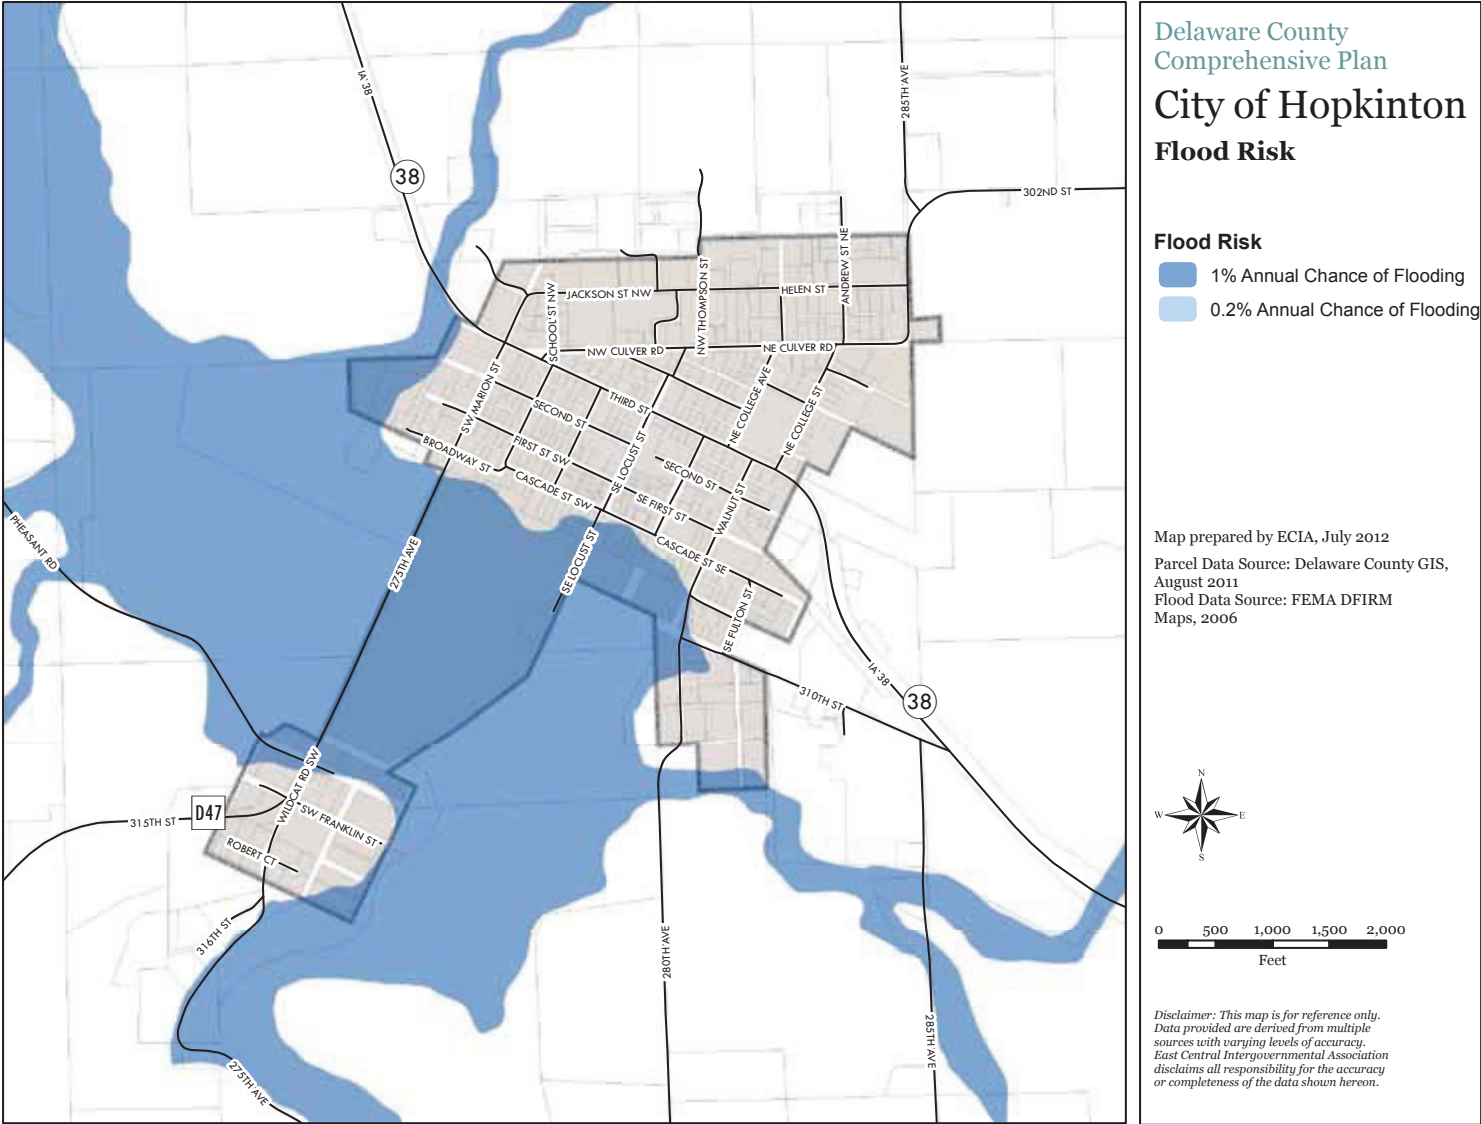 Delaware County
Comprehensive Plan
City of Hopkinton
Flood Risk
Flood Risk
1% Annual Chance of Flooding
0.2% Annual Chance of Flooding
Map prepared by ECIA, July 2012
Parcel Data Source: Delaware County GIS,
August 2011
Flood Data Source: FEMA DFIRM
Maps, 2006
N
W
E
S
0 500 1,000 1,500 2,000
Feet
Disclaimer: This map is for reference only.
Data provided are derived from multiple
sources with varying levels of accuracy.
East Central Intergovernmental Association
disclaims all responsibility for the accuracy
or completeness of the data shown hereon.
IA 38
38
285TH AVE
302ND ST
JACKSON ST NW
SCHOOL ST NW
NW THOMPSON ST
HELEN ST
ANDREW ST NE
NW CULVER RD
NE CULVER RD
SW MARION ST
THIRD ST
SECOND ST
NE COLLEGE AVE
NE COLLEGE ST
BROADWAY ST
FIRST ST SW
CASCADE ST SW
SE LOCUST ST
SECOND ST
SE FIRST ST
WALNUT ST
PHEASANT RD
275TH AVE
SE LOCUST ST
CASCADE ST SE
SE FULTON ST
310TH ST
IA 38
38
WILDCAT RD SW
D47
315TH ST
SW FRANKLIN ST
ROBERT CT
316TH ST
280TH AVE
285TH AVE
275TH AVE